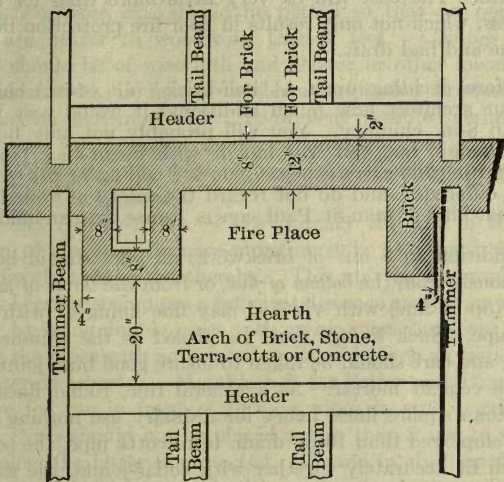 Tail Beam
For Brick
For Brick
Tail Beam
Header
2"
8"
12"
8"
8"
Brick
Fire Place
8"
Trimmer Beam
4"
4"
Trimmer
20"
Hearth
Arch of Brick, Stone,
Terra-cotta or Concrete.
Header
Tail
Beam
Tail
Beam